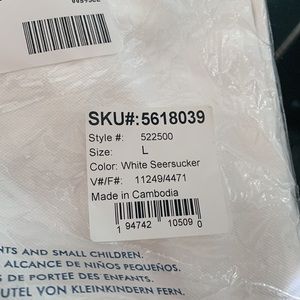 SKU#:5618039
Style #: 522500
Size: L
Color: White Seersucker
V#/F#: 11249/4471
Made in Cambodia
1 94742 10509 0
NTS AND SMALL CHILDREN.
ALCANCE DE NIÑOS PEQUEÑOS.
S DE PORTEE DES ENFANTS.
UTEL VON KLEINKINDERN FERN.